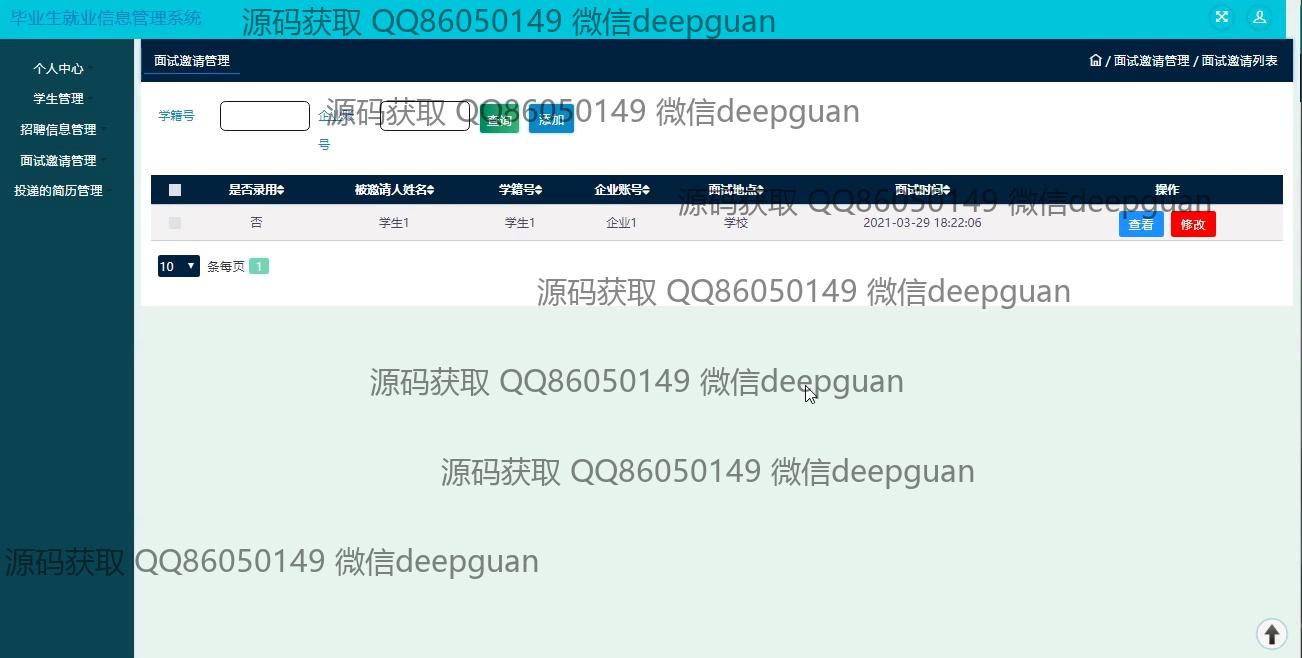 毕业生就业信息管理系统
源码获取 QQ86050149 微信deepguan
个人中心
学生管理
招聘信息管理
面试邀请管理
投递的简历管理
面试邀请管理
/ 面试邀请管理 / 面试邀请列表
学籍号
企业账号
查询 添加
源码获取 QQ86050149 微信deepguan
是否录用 被邀请人姓名 学籍号 企业账号 面试地点 面试时间 操作
源码获取 QQ86050149 微信deepguan
否 学生1 学生1 企业1 学校 2021-03-29 18:22:06 查看 修改
10 条每页 1
源码获取 QQ86050149 微信deepguan
源码获取 QQ86050149 微信deepguan
源码获取 QQ86050149 微信deepguan
源码获取 QQ86050149 微信deepguan